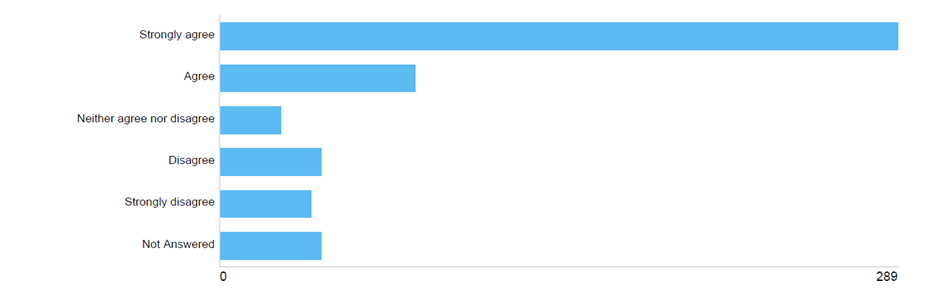 Strongly agree
Agree
Neither agree nor disagree
Disagree
Strongly disagree
Not Answered
0 289